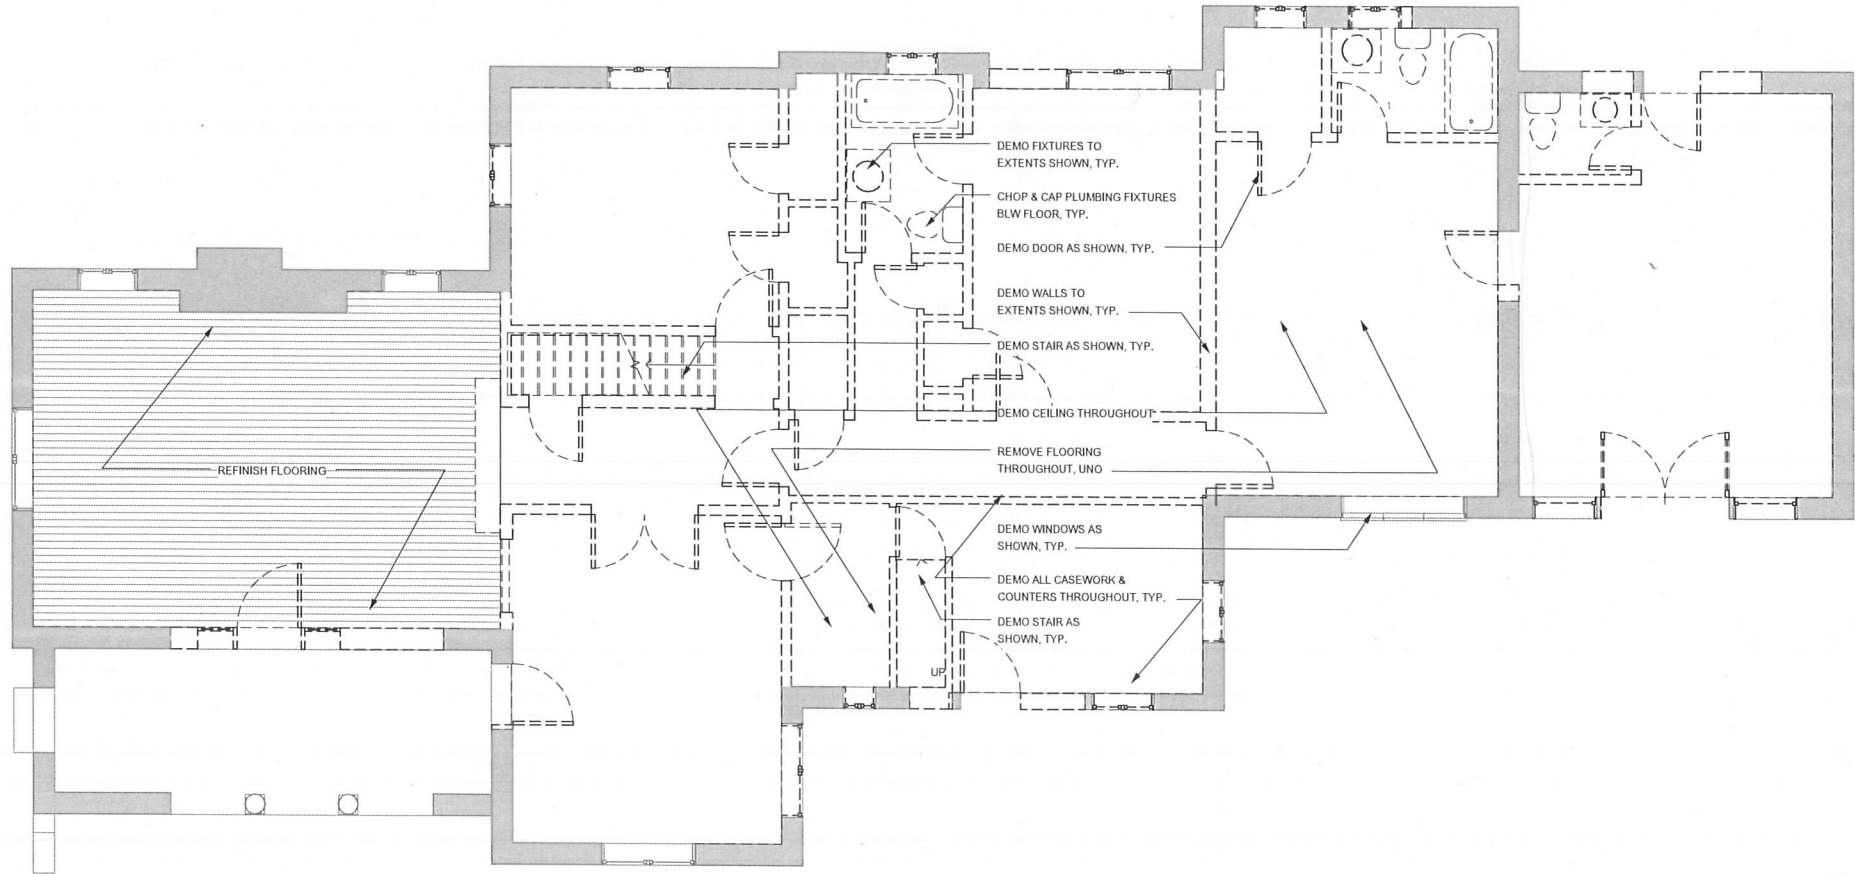 DEMO FIXTURES TO
EXTENTS SHOWN, TYP.
CHOP & CAP PLUMBING FIXTURES
BLW FLOOR, TYP.
DEMO DOOR AS SHOWN, TYP.
DEMO WALLS TO
EXTENTS SHOWN, TYP.
DEMO STAIR AS SHOWN, TYP.
DEMO CEILING THROUGHOUT
REMOVE FLOORING
THROUGHOUT, UNO
REFINISH FLOORING
DEMO WINDOWS AS
SHOWN, TYP.
DEMO ALL CASEWORK &
COUNTERS THROUGHOUT, TYP.
DEMO STAIR AS
SHOWN, TYP.
UP